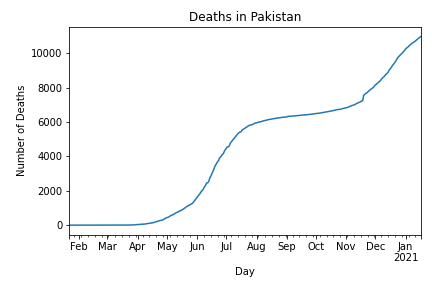 Deaths in Pakistan
Number of Deaths
10000
8000
6000
4000
2000
0
Feb Mar Apr May Jun Jul Aug Sep Oct Nov Dec Jan
2021
Day